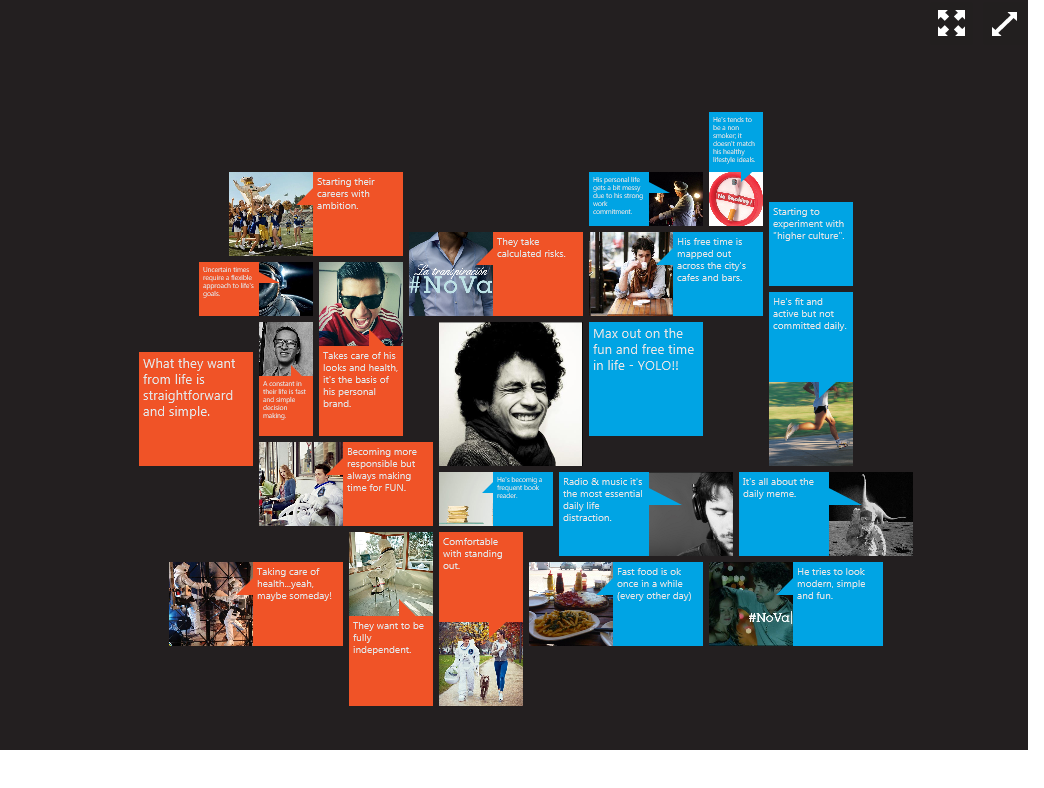 He's tends to
be a non
smoker; it
doesn't match
his healthy
lifestyle ideals.
Starting their
careers with
ambition.
His personal life
gets a bit messy
due to his strong
work
commitment.
No Smoking!
Starting to
experiment with
"higher culture".
They take
calculated risks.
La transpiración
#NoVa
His free time is
mapped out
across the city's
cafes and bars.
Uncertain times
require a flexible
approach to life's
goals.
He's fit and
active but not
committed daily.
Max out on the
fun and free time
in life - YOLO!!
What they want
from life is
straightforward
and simple.
A constant in
their life is fast
and simple
decision
making.
Takes care of his
looks and health,
it's the basis of
his personal
brand.
Becoming more
responsible but
always making
time for FUN.
He's becomig a
frequent book
reader.
Radio & music it's
the most essential
daily life
distraction.
It's all about the
daily meme.
Comfortable
with standing
out.
Taking care of
health...yeah,
maybe someday!
They want to be
fully
independent.
Fast food is ok
once in a while
(every other day)
#NoVa|
He tries to look
modern, simple
and fun.